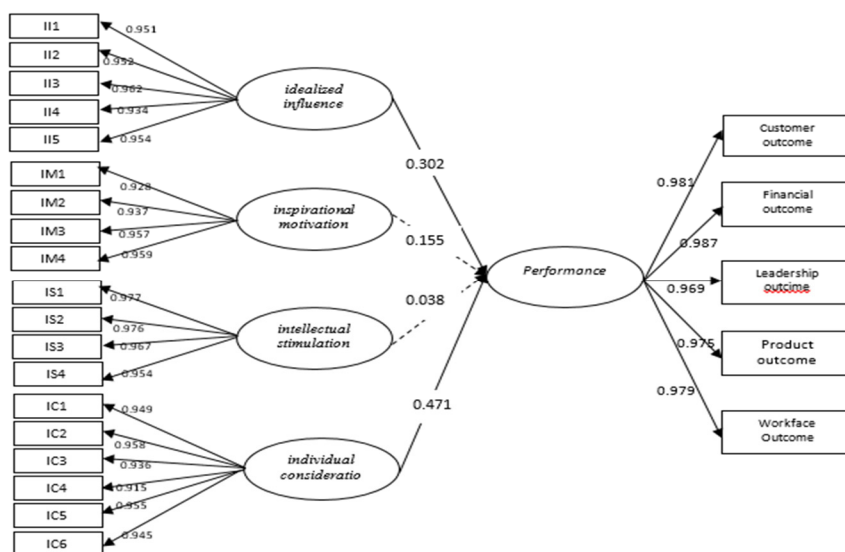 II1
0.951
II2
0.952
II3
0.962
II4
0.934
II5
0.954
idealized
influence
IM1
0.928
IM2
0.937
IM3
0.957
IM4
0.959
inspirational
motivation
IS1
0.977
IS2
0.976
IS3
0.967
IS4
0.954
intellectual
stimulation
IC1
0.949
IC2
0.958
IC3
0.936
IC4
0.915
IC5
0.955
IC6
0.945
individual
consideratio
0.302
0.155
0.038
0.471
Performance
0.981
Customer
outcome
0.987
Financial
outcome
0.969
Leadership
outcime
0.975
Product
outcome
0.979
Workface
Outcome